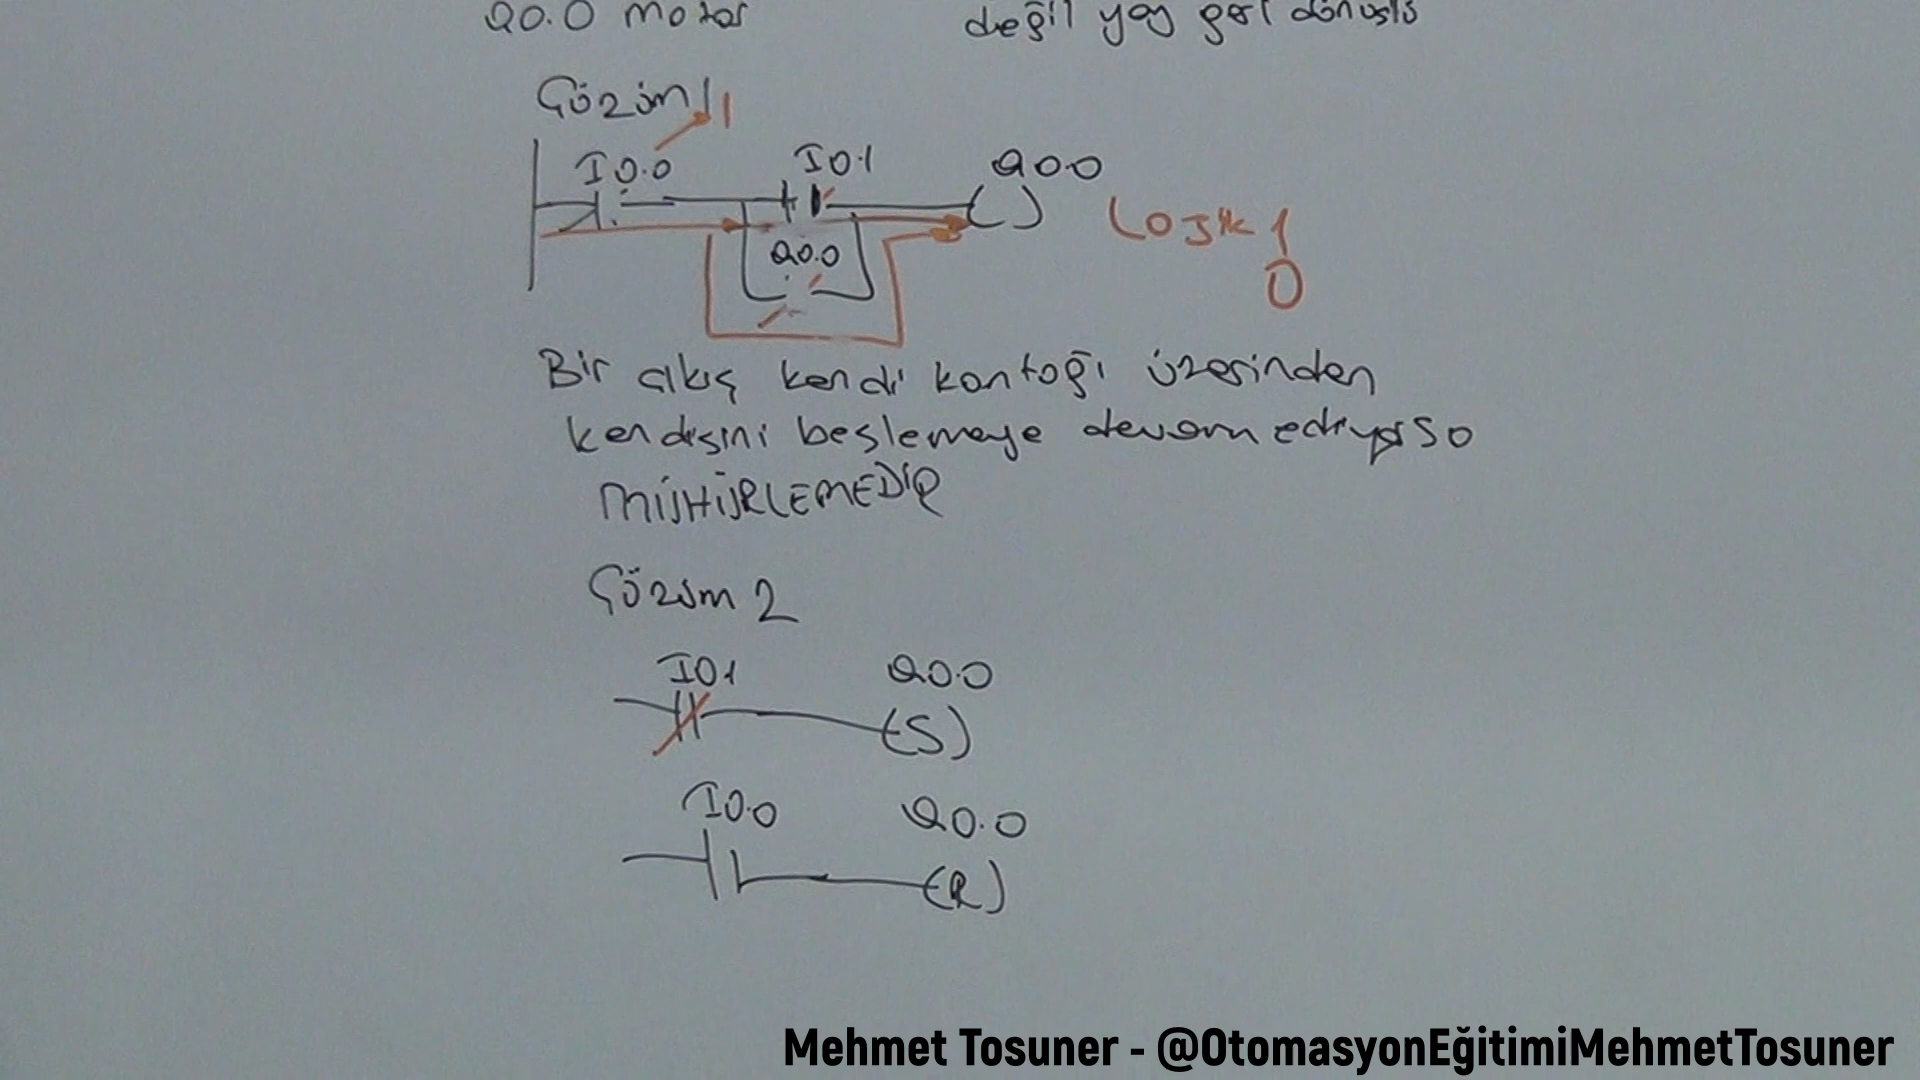 Q0.0 motor değil yay geri dönüşlü
Çözüm 1 1
I0.0 I0.1 Q0.0
Lojik 1
Q0.0
0
Bir çıkış kendi kontağı üzerinden
kendisini beslemeye devam ediyorsa
MÜHÜRLEMEDİR
Çözüm 2
I0.1 Q0.0
(S)
I0.0 Q0.0
(R)
Mehmet Tosuner - @OtomasyonEğitimiMehmetTosuner